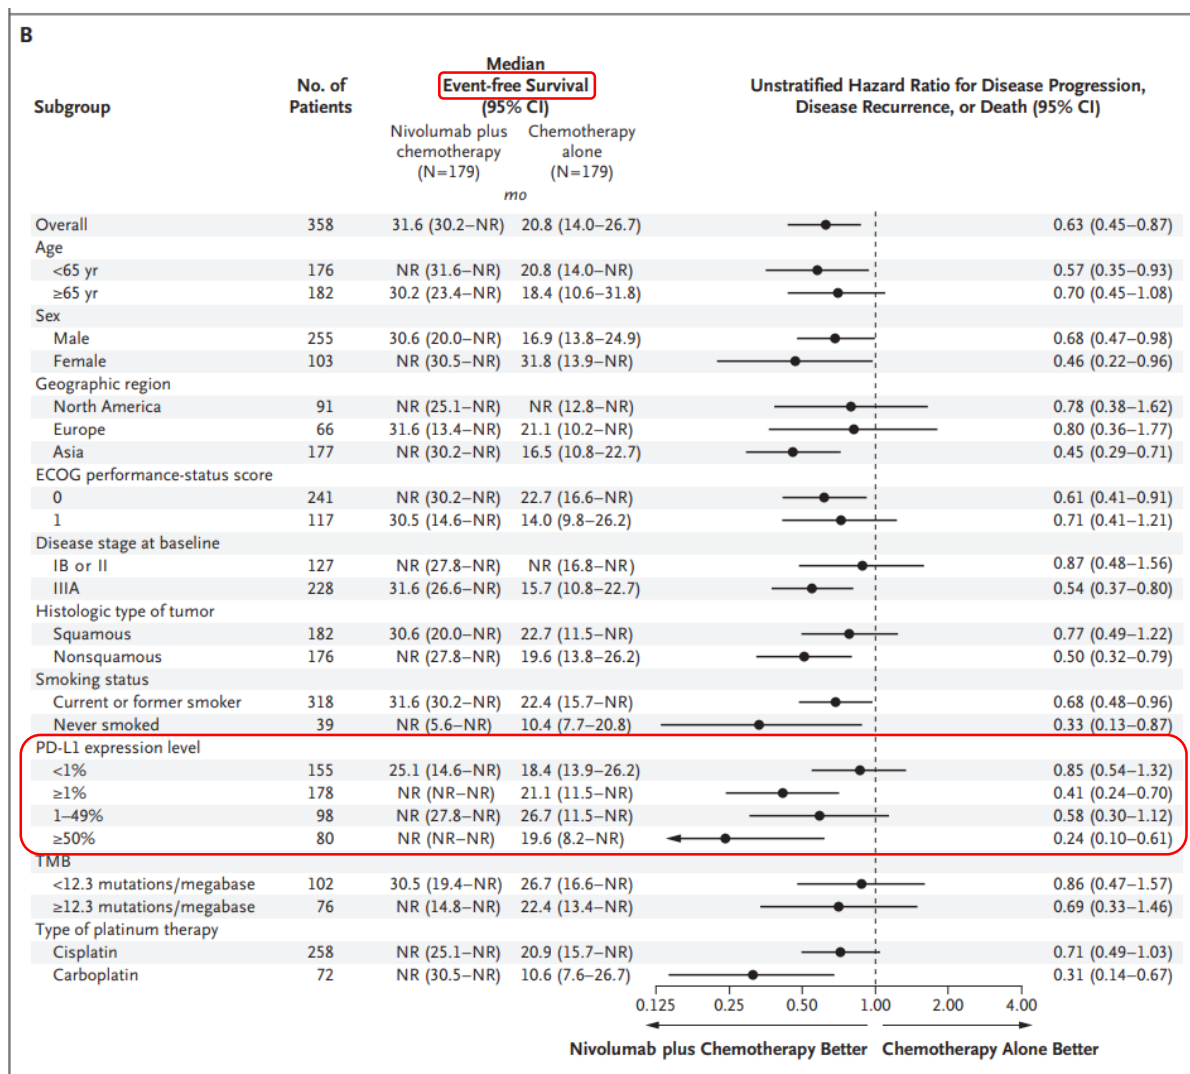 B
Median
No. of Event-free Survival Unstratified Hazard Ratio for Disease Progression,
Subgroup Patients (95% CI) Disease Recurrence, or Death (95% CI)
Nivolumab plus Chemotherapy
chemotherapy alone
(N=179) (N=179)
mo
Overall 358 31.6 (30.2–NR) 20.8 (14.0–26.7) 0.63 (0.45–0.87)
Age
<65 yr 176 NR (31.6–NR) 20.8 (14.0–NR) 0.57 (0.35–0.93)
≥65 yr 182 30.2 (23.4–NR) 18.4 (10.6–31.8) 0.70 (0.45–1.08)
Sex
Male 255 30.6 (20.0–NR) 16.9 (13.8–24.9) 0.68 (0.47–0.98)
Female 103 NR (30.5–NR) 31.8 (13.9–NR) 0.46 (0.22–0.96)
Geographic region
North America 91 NR (25.1–NR) NR (12.8–NR) 0.78 (0.38–1.62)
Europe 66 31.6 (13.4–NR) 21.1 (10.2–NR) 0.80 (0.36–1.77)
Asia 177 NR (30.2–NR) 16.5 (10.8–22.7) 0.45 (0.29–0.71)
ECOG performance-status score
0 241 NR (30.2–NR) 22.7 (16.6–NR) 0.61 (0.41–0.91)
1 117 30.5 (14.6–NR) 14.0 (9.8–26.2) 0.71 (0.41–1.21)
Disease stage at baseline
IB or II 127 NR (27.8–NR) NR (16.8–NR) 0.87 (0.48–1.56)
IIIA 228 31.6 (26.6–NR) 15.7 (10.8–22.7) 0.54 (0.37–0.80)
Histologic type of tumor
Squamous 182 30.6 (20.0–NR) 22.7 (11.5–NR) 0.77 (0.49–1.22)
Nonsquamous 176 NR (27.8–NR) 19.6 (13.8–26.2) 0.50 (0.32–0.79)
Smoking status
Current or former smoker 318 31.6 (30.2–NR) 22.4 (15.7–NR) 0.68 (0.48–0.96)
Never smoked 39 NR (5.6–NR) 10.4 (7.7–20.8) 0.33 (0.13–0.87)
PD-L1 expression level
<1% 155 25.1 (14.6–NR) 18.4 (13.9–26.2) 0.85 (0.54–1.32)
≥1% 178 NR (NR–NR) 21.1 (11.5–NR) 0.41 (0.24–0.70)
1–49% 98 NR (27.8–NR) 26.7 (11.5–NR) 0.58 (0.30–1.12)
≥50% 80 NR (NR–NR) 19.6 (8.2–NR) 0.24 (0.10–0.61)
TMB
<12.3 mutations/megabase 102 30.5 (19.4–NR) 26.7 (16.6–NR) 0.86 (0.47–1.57)
≥12.3 mutations/megabase 76 NR (14.8–NR) 22.4 (13.4–NR) 0.69 (0.33–1.46)
Type of platinum therapy
Cisplatin 258 NR (25.1–NR) 20.9 (15.7–NR) 0.71 (0.49–1.03)
Carboplatin 72 NR (30.5–NR) 10.6 (7.6–26.7) 0.31 (0.14–0.67)
0.125 0.25 0.50 1.00 2.00 4.00
Nivolumab plus Chemotherapy Better Chemotherapy Alone Better